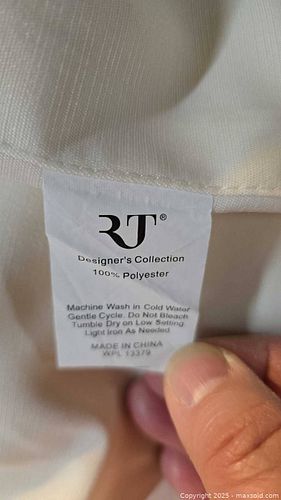 RT®
Designer's Collection
100% Polyester
Machine Wash in Cold Water
Gentle Cycle. Do Not Bleach
Tumble Dry on Low Setting.
Light Iron As Needed.
MADE IN CHINA
WPL 13379
Copyright 2025 - maxsold.com